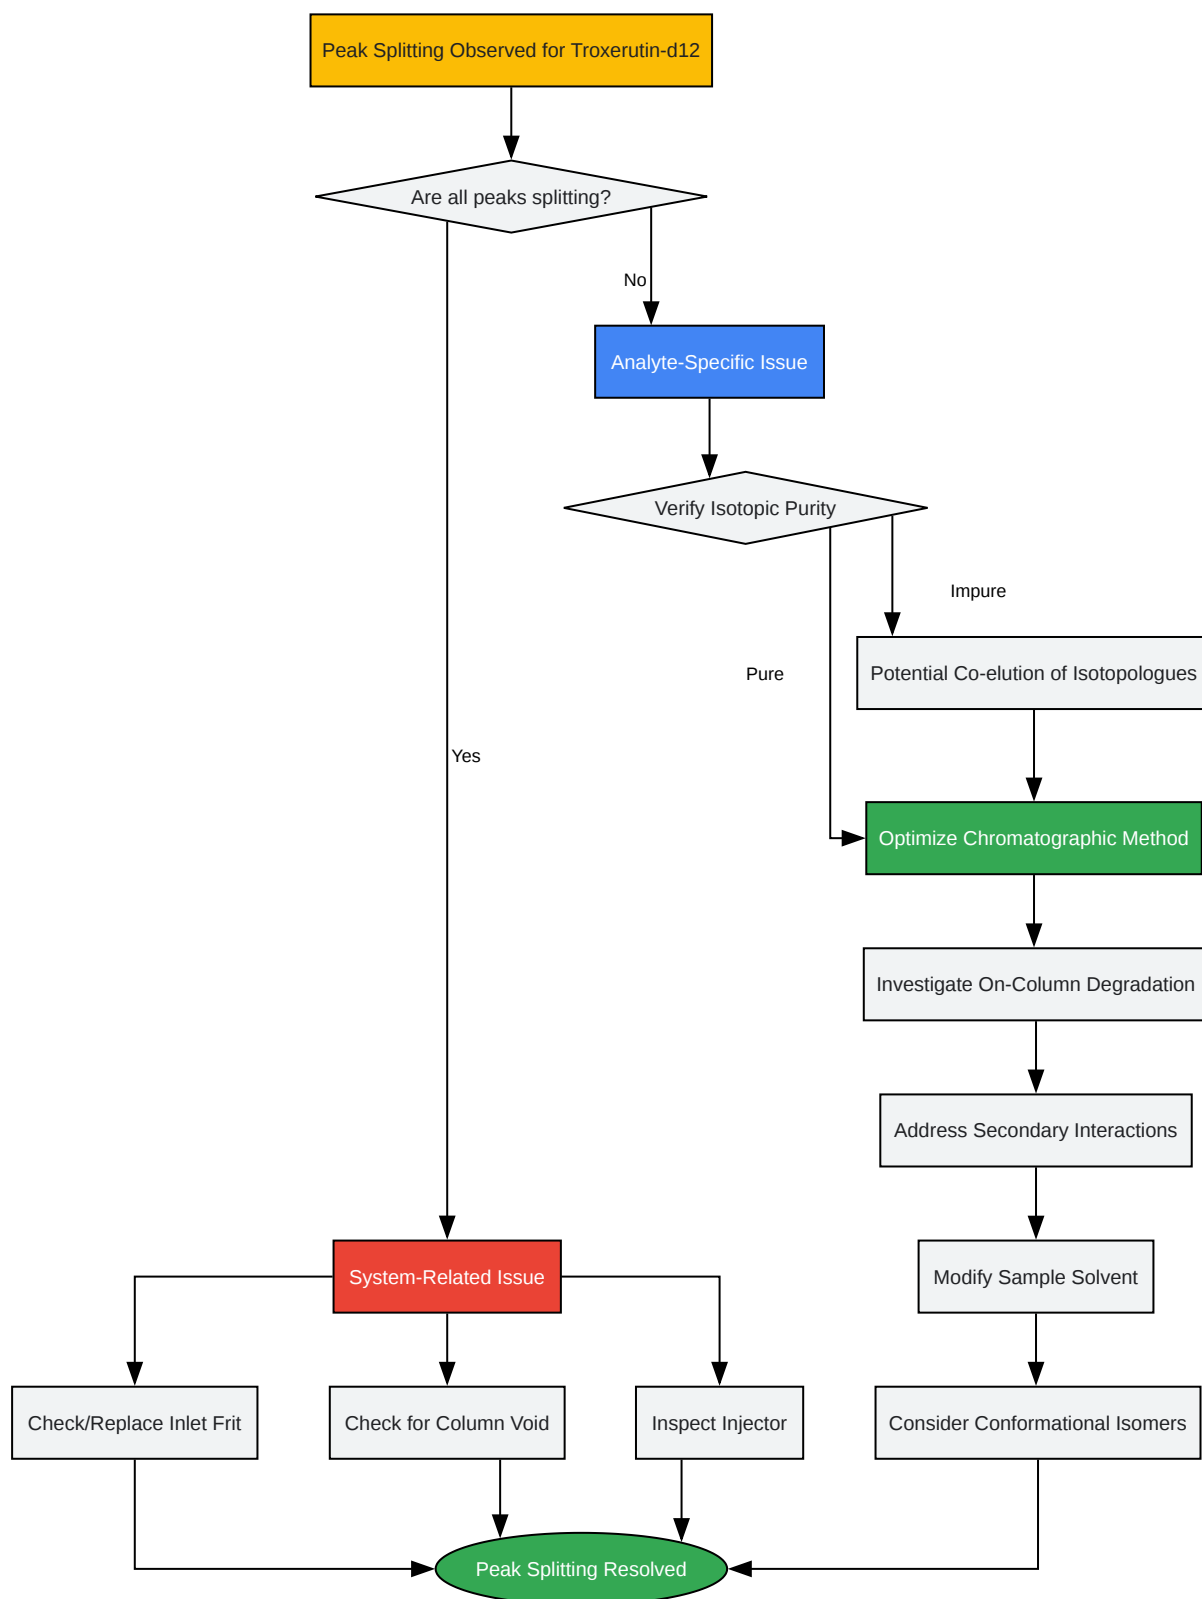 Peak Splitting Observed for Troxerutin-d12
Are all peaks splitting?
No
Analyte-Specific Issue
Verify Isotopic Purity
Impure
Pure
Potential Co-elution of Isotopologues
Yes
Optimize Chromatographic Method
Investigate On-Column Degradation
Address Secondary Interactions
System-Related Issue
Modify Sample Solvent
Check/Replace Inlet Frit
Check for Column Void
Inspect Injector
Consider Conformational Isomers
Peak Splitting Resolved